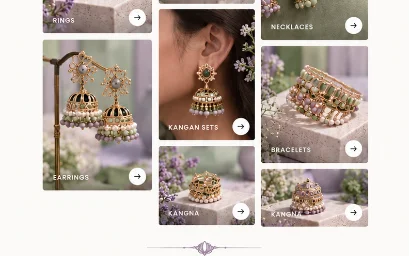 RINGS
NECKLACES
KANGAN SETS
BRACELETS
EARRINGS
KANGNA
KANGNA